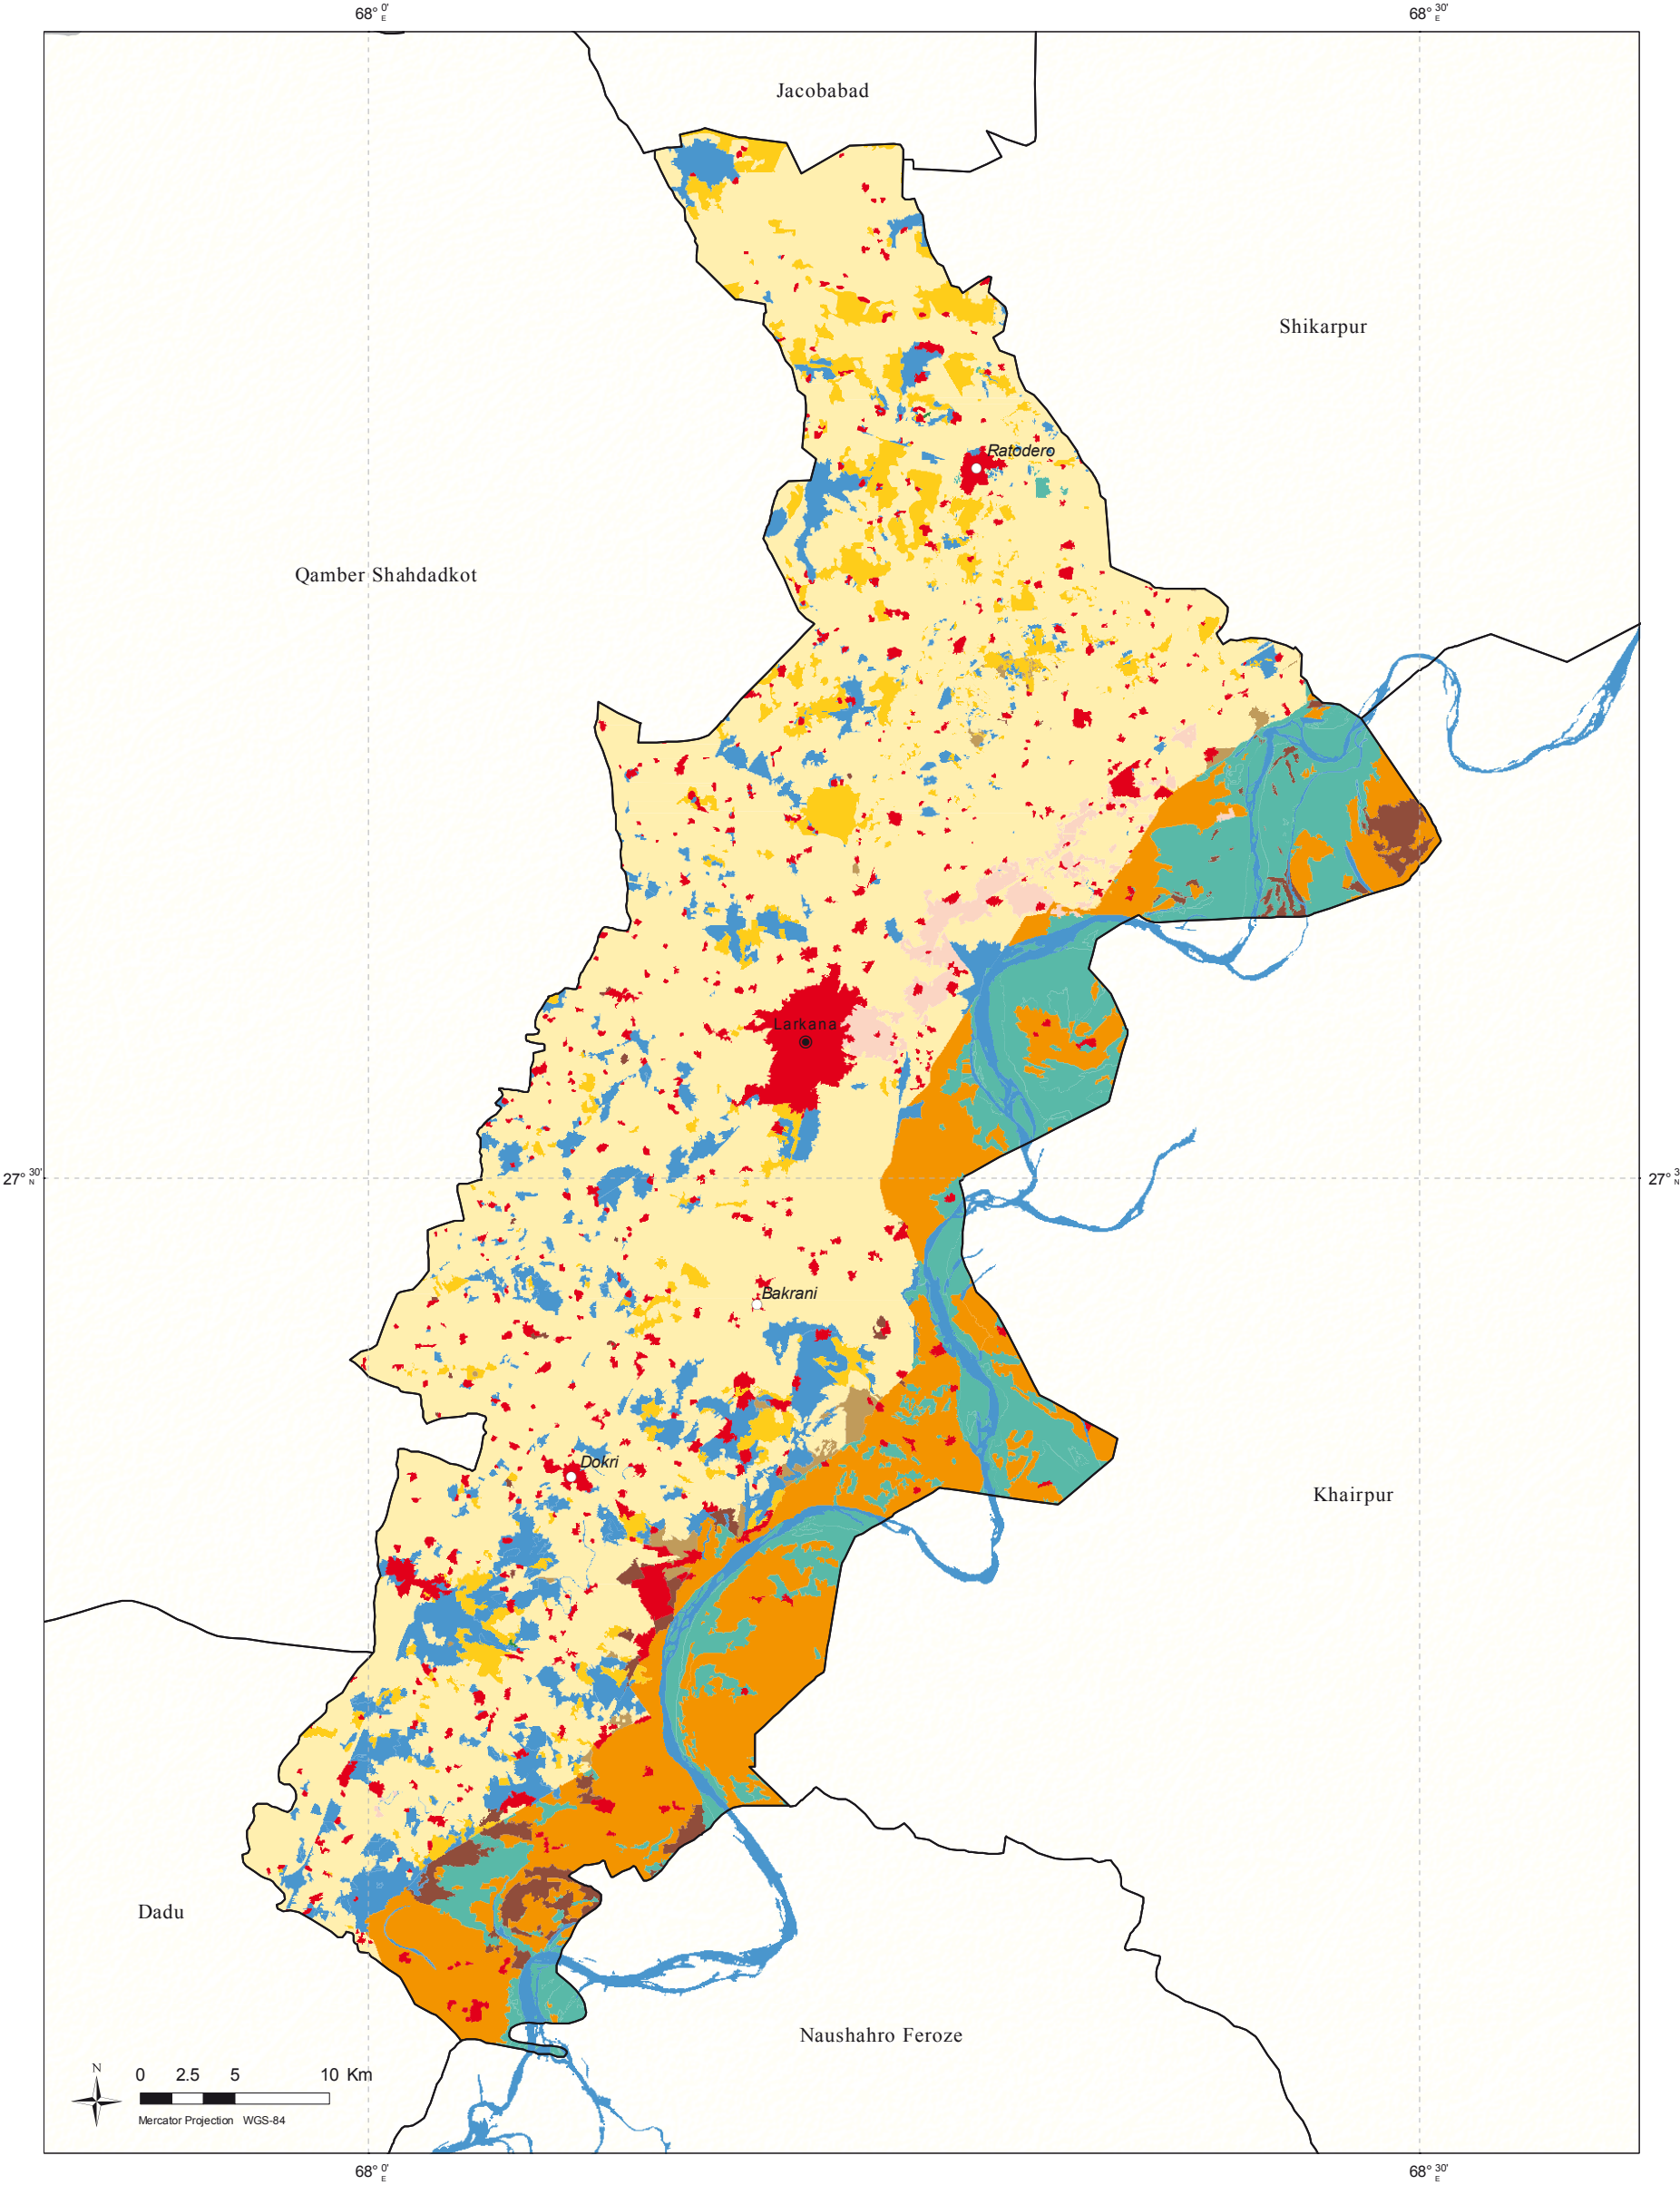 68° 0' E
68° 30' E
Jacobabad
Shikarpur
Ratodero
Qamber Shahdadkot
Larkana
27° 30' N
27° 3 N
Bakrani
Dokri
Khairpur
Dadu
Naushahro Feroze
N
0 2.5 5 10 Km
Mercator Projection WGS-84
68° 0' E
68° 30' E